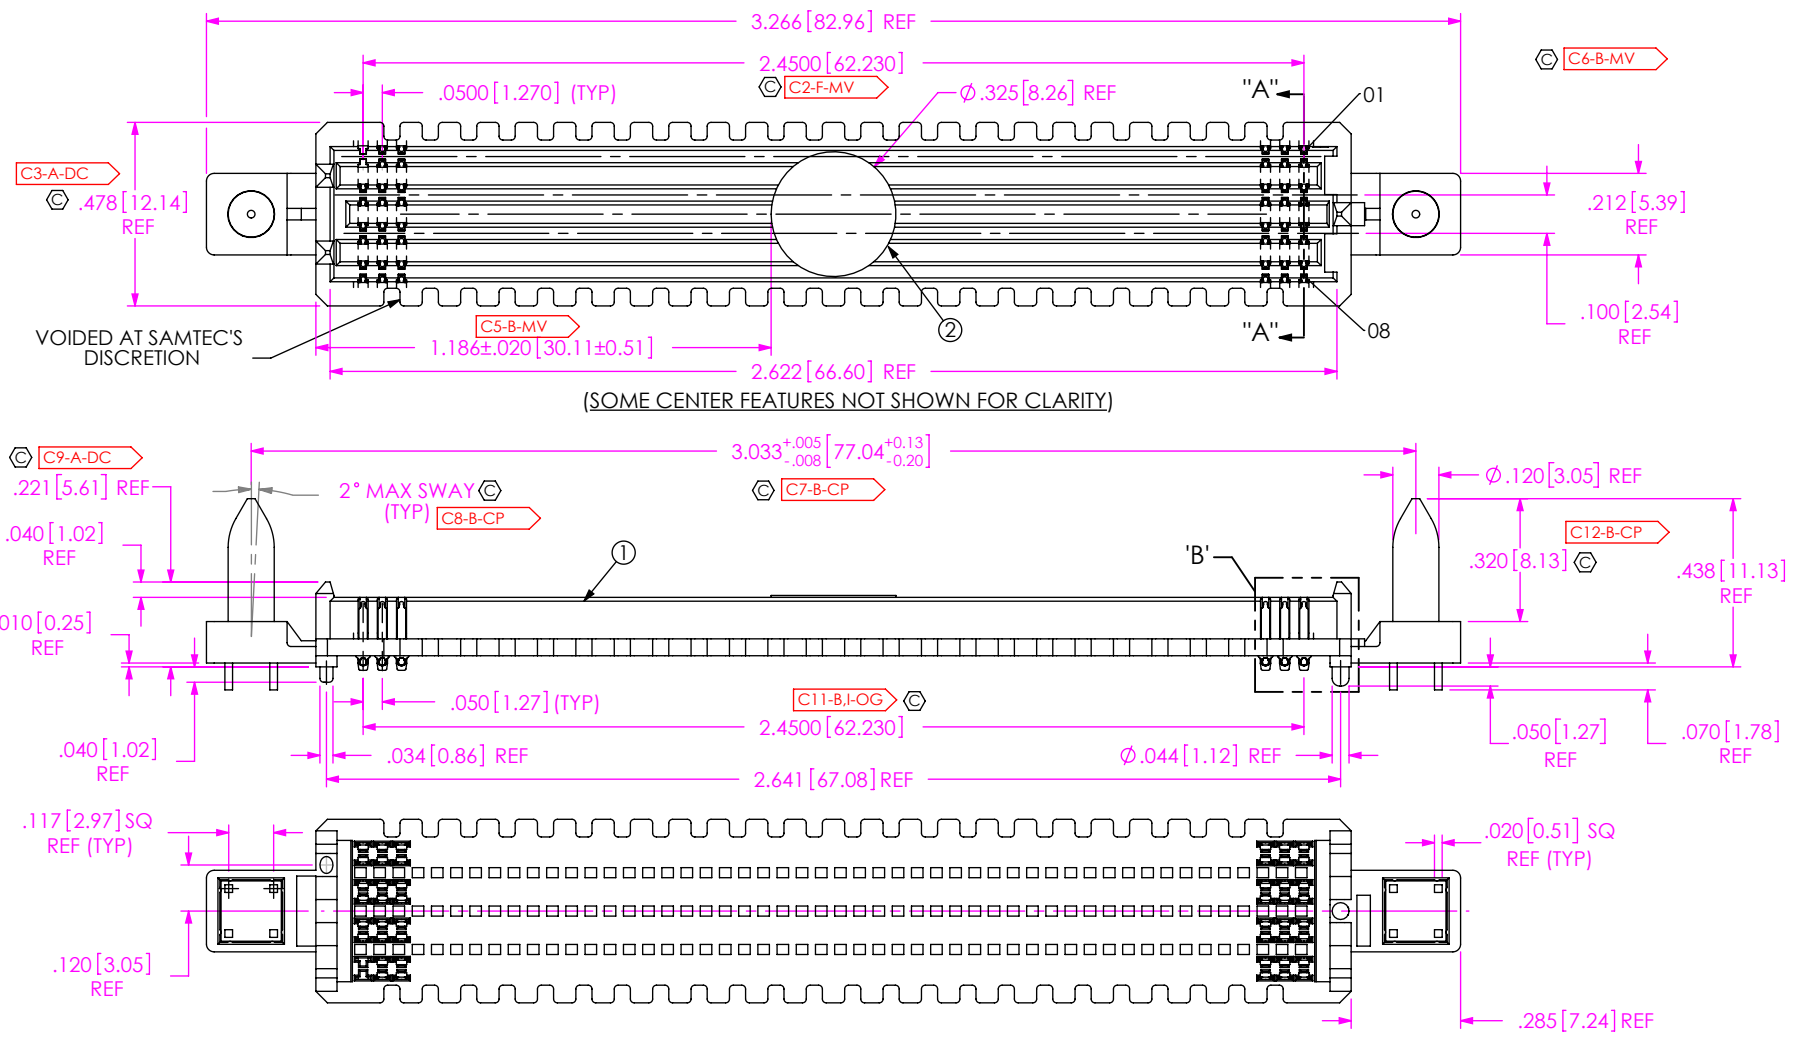 3.266[82.96] REF
2.4500[62.230]
C C2-F-MV
C C6-B-MV
.0500[1.270] (TYP)
Ø.325[8.26] REF
"A"
01
C3-A-DC
C .478[12.14]
REF
.212[5.39]
REF
.100[2.54]
REF
VOIDED AT SAMTEC'S
DISCRETION
C5-B-MV
1.186±.020[30.11±0.51]
2
"A"
08
2.622[66.60] REF
(SOME CENTER FEATURES NOT SHOWN FOR CLARITY)
C C9-A-DC
.221[5.61] REF
3.033+.005-.008[77.04+0.13-0.20]
C C7-B-CP
2° MAX SWAY C
(TYP) C8-B-CP
Ø.120[3.05] REF
.040[1.02]
REF
1
'B'
C12-B-CP
.320[8.13] C
.438[11.13]
REF
010[0.25]
REF
.050[1.27](TYP)
C11-B,I-OG C
2.4500[62.230]
.050[1.27]
REF
.070[1.78]
REF
.040[1.02]
REF
.034[0.86] REF
Ø.044[1.12] REF
2.641[67.08]REF
.117[2.97]SQ
REF (TYP)
.020[0.51] SQ
REF (TYP)
.120[3.05]
REF
.285[7.24]REF